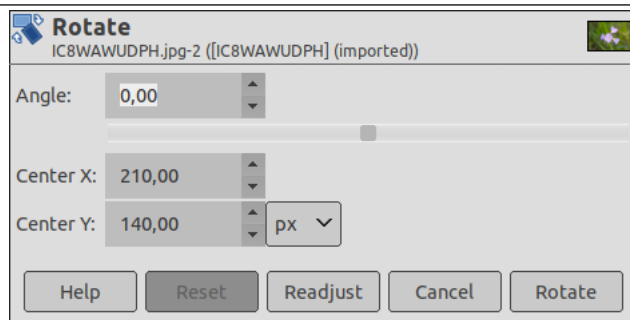 Rotate
IC8WAWUDPH.jpg-2 ([IC8WAWUDPH] (imported))
Angle: 0,00
Center X: 210,00
Center Y: 140,00 px
Help Reset Readjust Cancel Rotate